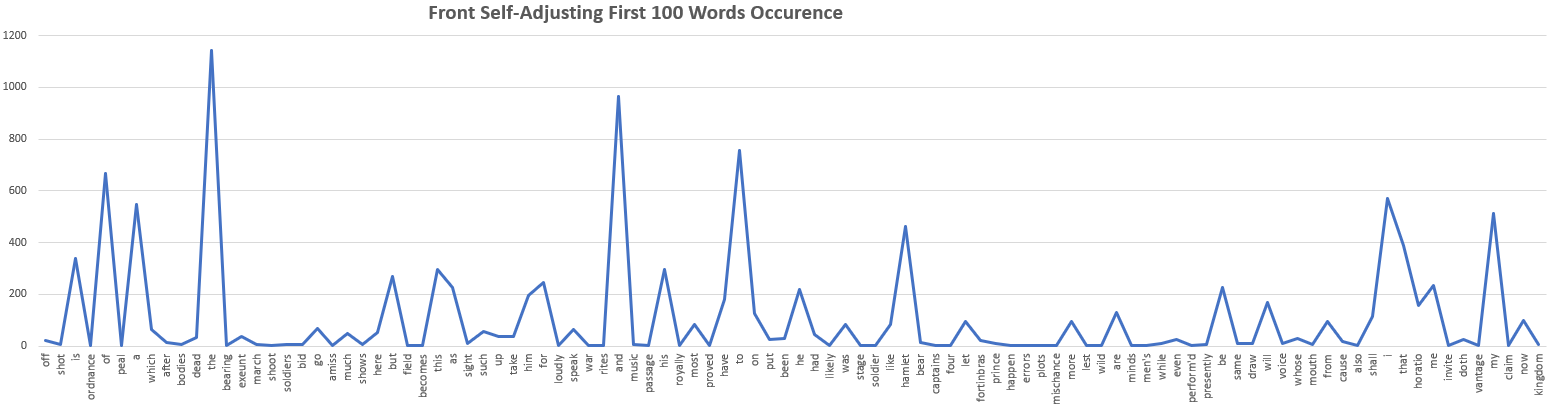 Front Self-Adjusting First 100 Words Occurence
1200
1000
800
600
400
200
0
off
shot
is
ordnance
of
peal
a
which
after
bodies
dead
the
bearing
exeunt
march
shoot
soldiers
bid
go
amiss
much
shows
here
but
field
becomes
this
as
sight
such
up
take
him
for
loudly
speak
war
rites
and
music
passage
his
royally
most
proved
have
to
on
put
been
he
had
likely
was
stage
soldier
like
hamlet
bear
captains
four
let
fortinbras
prince
happen
errors
plots
mischance
more
lest
wild
are
minds
men's
while
even
perform'd
presently
be
same
draw
will
voice
whose
mouth
from
cause
also
shall
i
that
horatio
me
invite
doth
vantage
my
claim
now
kingdom